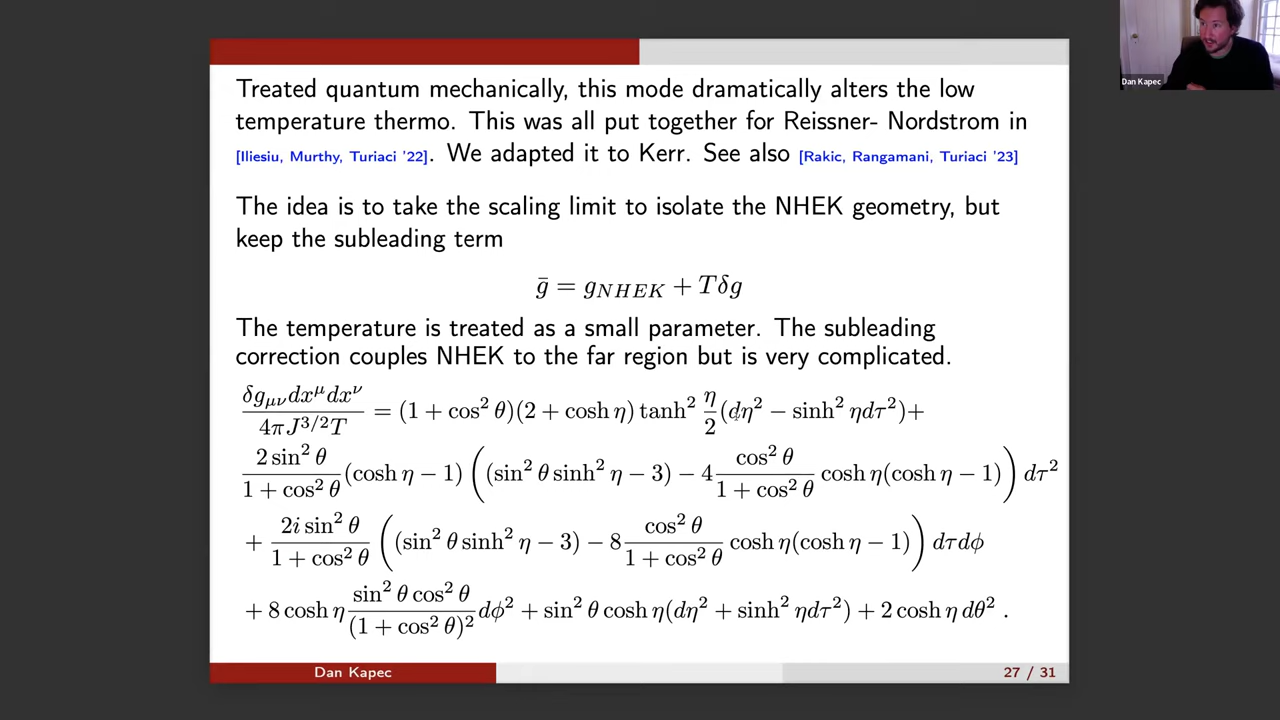 Dan Kapec
Treated quantum mechanically, this mode dramatically alters the low
temperature thermo. This was all put together for Reissner- Nordstrom in
[Iliesiu, Murthy, Turiaci '22]. We adapted it to Kerr. See also [Rakic, Rangamani, Turiaci '23]
The idea is to take the scaling limit to isolate the NHEK geometry, but
keep the subleading term
ḡ = g_{NHEK} + Tδg
The temperature is treated as a small parameter. The subleading
correction couples NHEK to the far region but is very complicated.
\frac{δg_{μν}dx^μdx^ν}{4πJ^{3/2}T} = (1 + cos² θ)(2 + cosh η) tanh² \frac{η}{2}(dη² − sinh² ηdτ²)+
\frac{2 sin² θ}{1 + cos² θ}(cosh η − 1) ((sin² θ sinh² η − 3) − 4\frac{cos² θ}{1 + cos² θ} cosh η(cosh η − 1)) dτ²
+ \frac{2i sin² θ}{1 + cos² θ} ((sin² θ sinh² η − 3) − 8\frac{cos² θ}{1 + cos² θ} cosh η(cosh η − 1)) dτdφ
+ 8 cosh η\frac{sin² θ cos² θ}{(1 + cos² θ)²}dφ² + sin² θ cosh η(dη² + sinh² ηdτ²) + 2 cosh η dθ² .
Dan Kapec
27 / 31